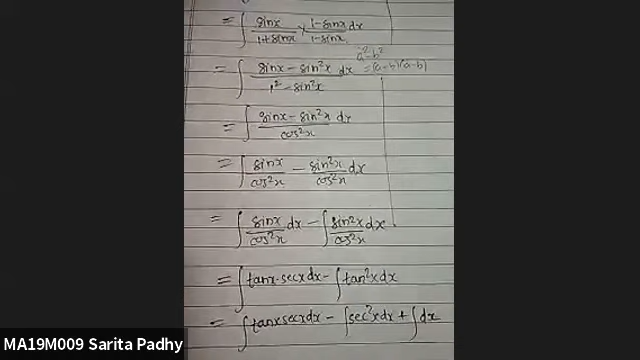 = ∫ sinx/1+sinx × 1-sinx/1-sinx dx
a²-b²
= ∫ sinx - sin²x / 1² - sin²x dx = (a+b)(a-b)
= ∫ sinx - sin²x / cos²x dx
= ∫ sinx/cos²x - sin²x/cos²x dx
= ∫ sinx/cos²x dx - ∫ sin²x/cos²x dx
= ∫ tanx·secx dx - ∫ tan²x dx
= ∫ tanx secx dx - ∫ sec²x dx + ∫ dx
MA19M009 Sarita Padhy